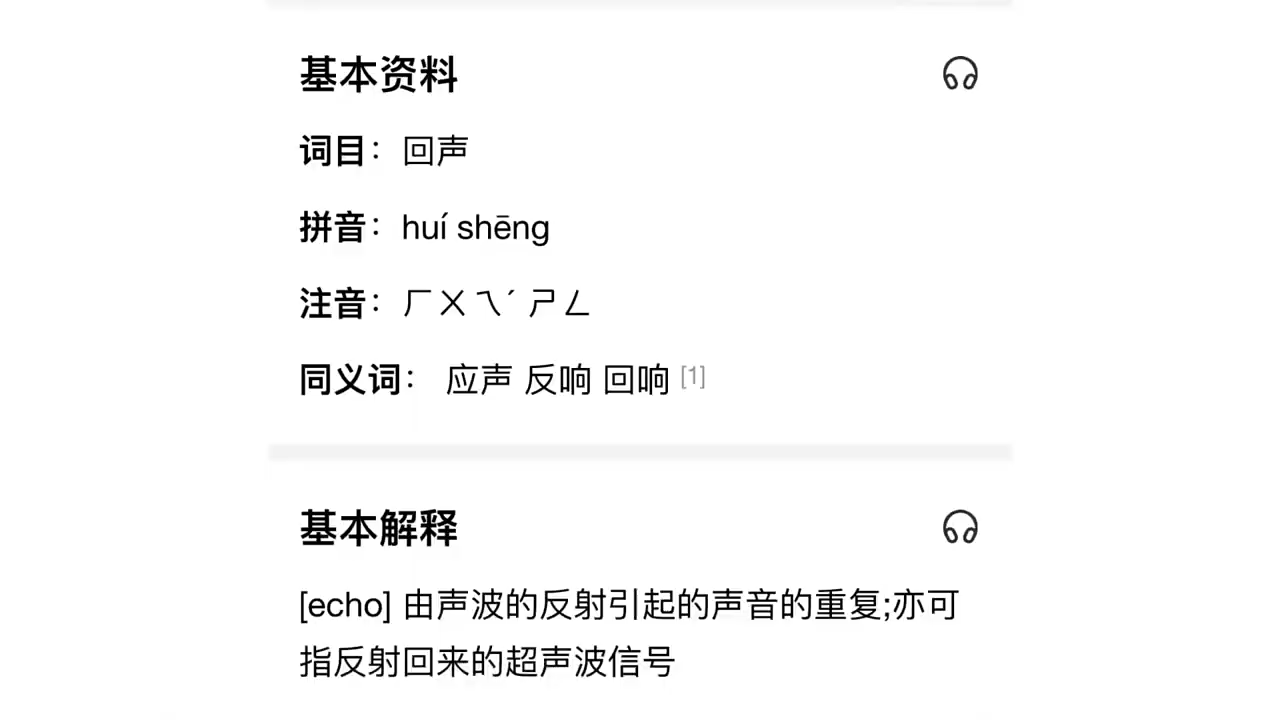 基本资料
词目：回声
拼音：huí shēng
注音：ㄏㄨㄟˊ ㄕㄥ
同义词： 应声 反响 回响 [1]
基本解释
[echo] 由声波的反射引起的声音的重复;亦可
指反射回来的超声波信号